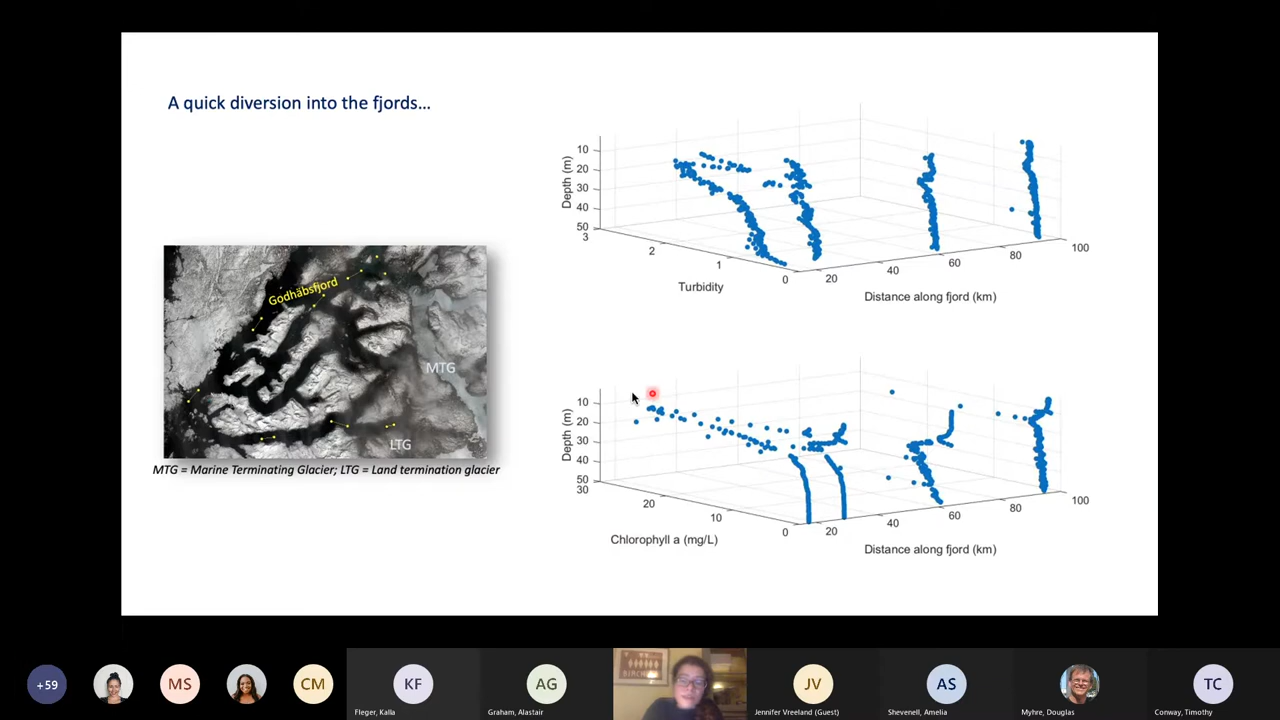 A quick diversion into the fjords...
Godhäbsfjord
MTG
LTG
MTG = Marine Terminating Glacier; LTG = Land termination glacier
Depth (m)
10
20
30
40
50
3
2
1
0
Turbidity
20
40
60
80
100
Distance along fjord (km)
Depth (m)
10
20
30
40
50
30
20
10
0
Chlorophyll a (mg/L)
20
40
60
80
100
Distance along fjord (km)
+59
MS
CM
KF
Fleger, Kalla
AG
Graham, Alastair
JV
Jennifer Vreeland (Guest)
AS
Shevenell, Amelia
Myhre, Douglas
TC
Conway, Timothy